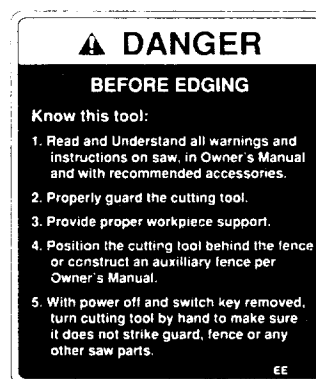 ⚠ DANGER
BEFORE EDGING
Know this tool:
1. Read and Understand all warnings and
instructions on saw, in Owner's Manual
and with recommended accessories.
2. Properly guard the cutting tool.
3. Provide proper workpiece support.
4. Position the cutting tool behind the fence
or construct an auxilliary fence per
Owner's Manual.
5. With power off and switch key removed,
turn cutting tool by hand to make sure
it does not strike guard, fence or any
other saw parts.
EE